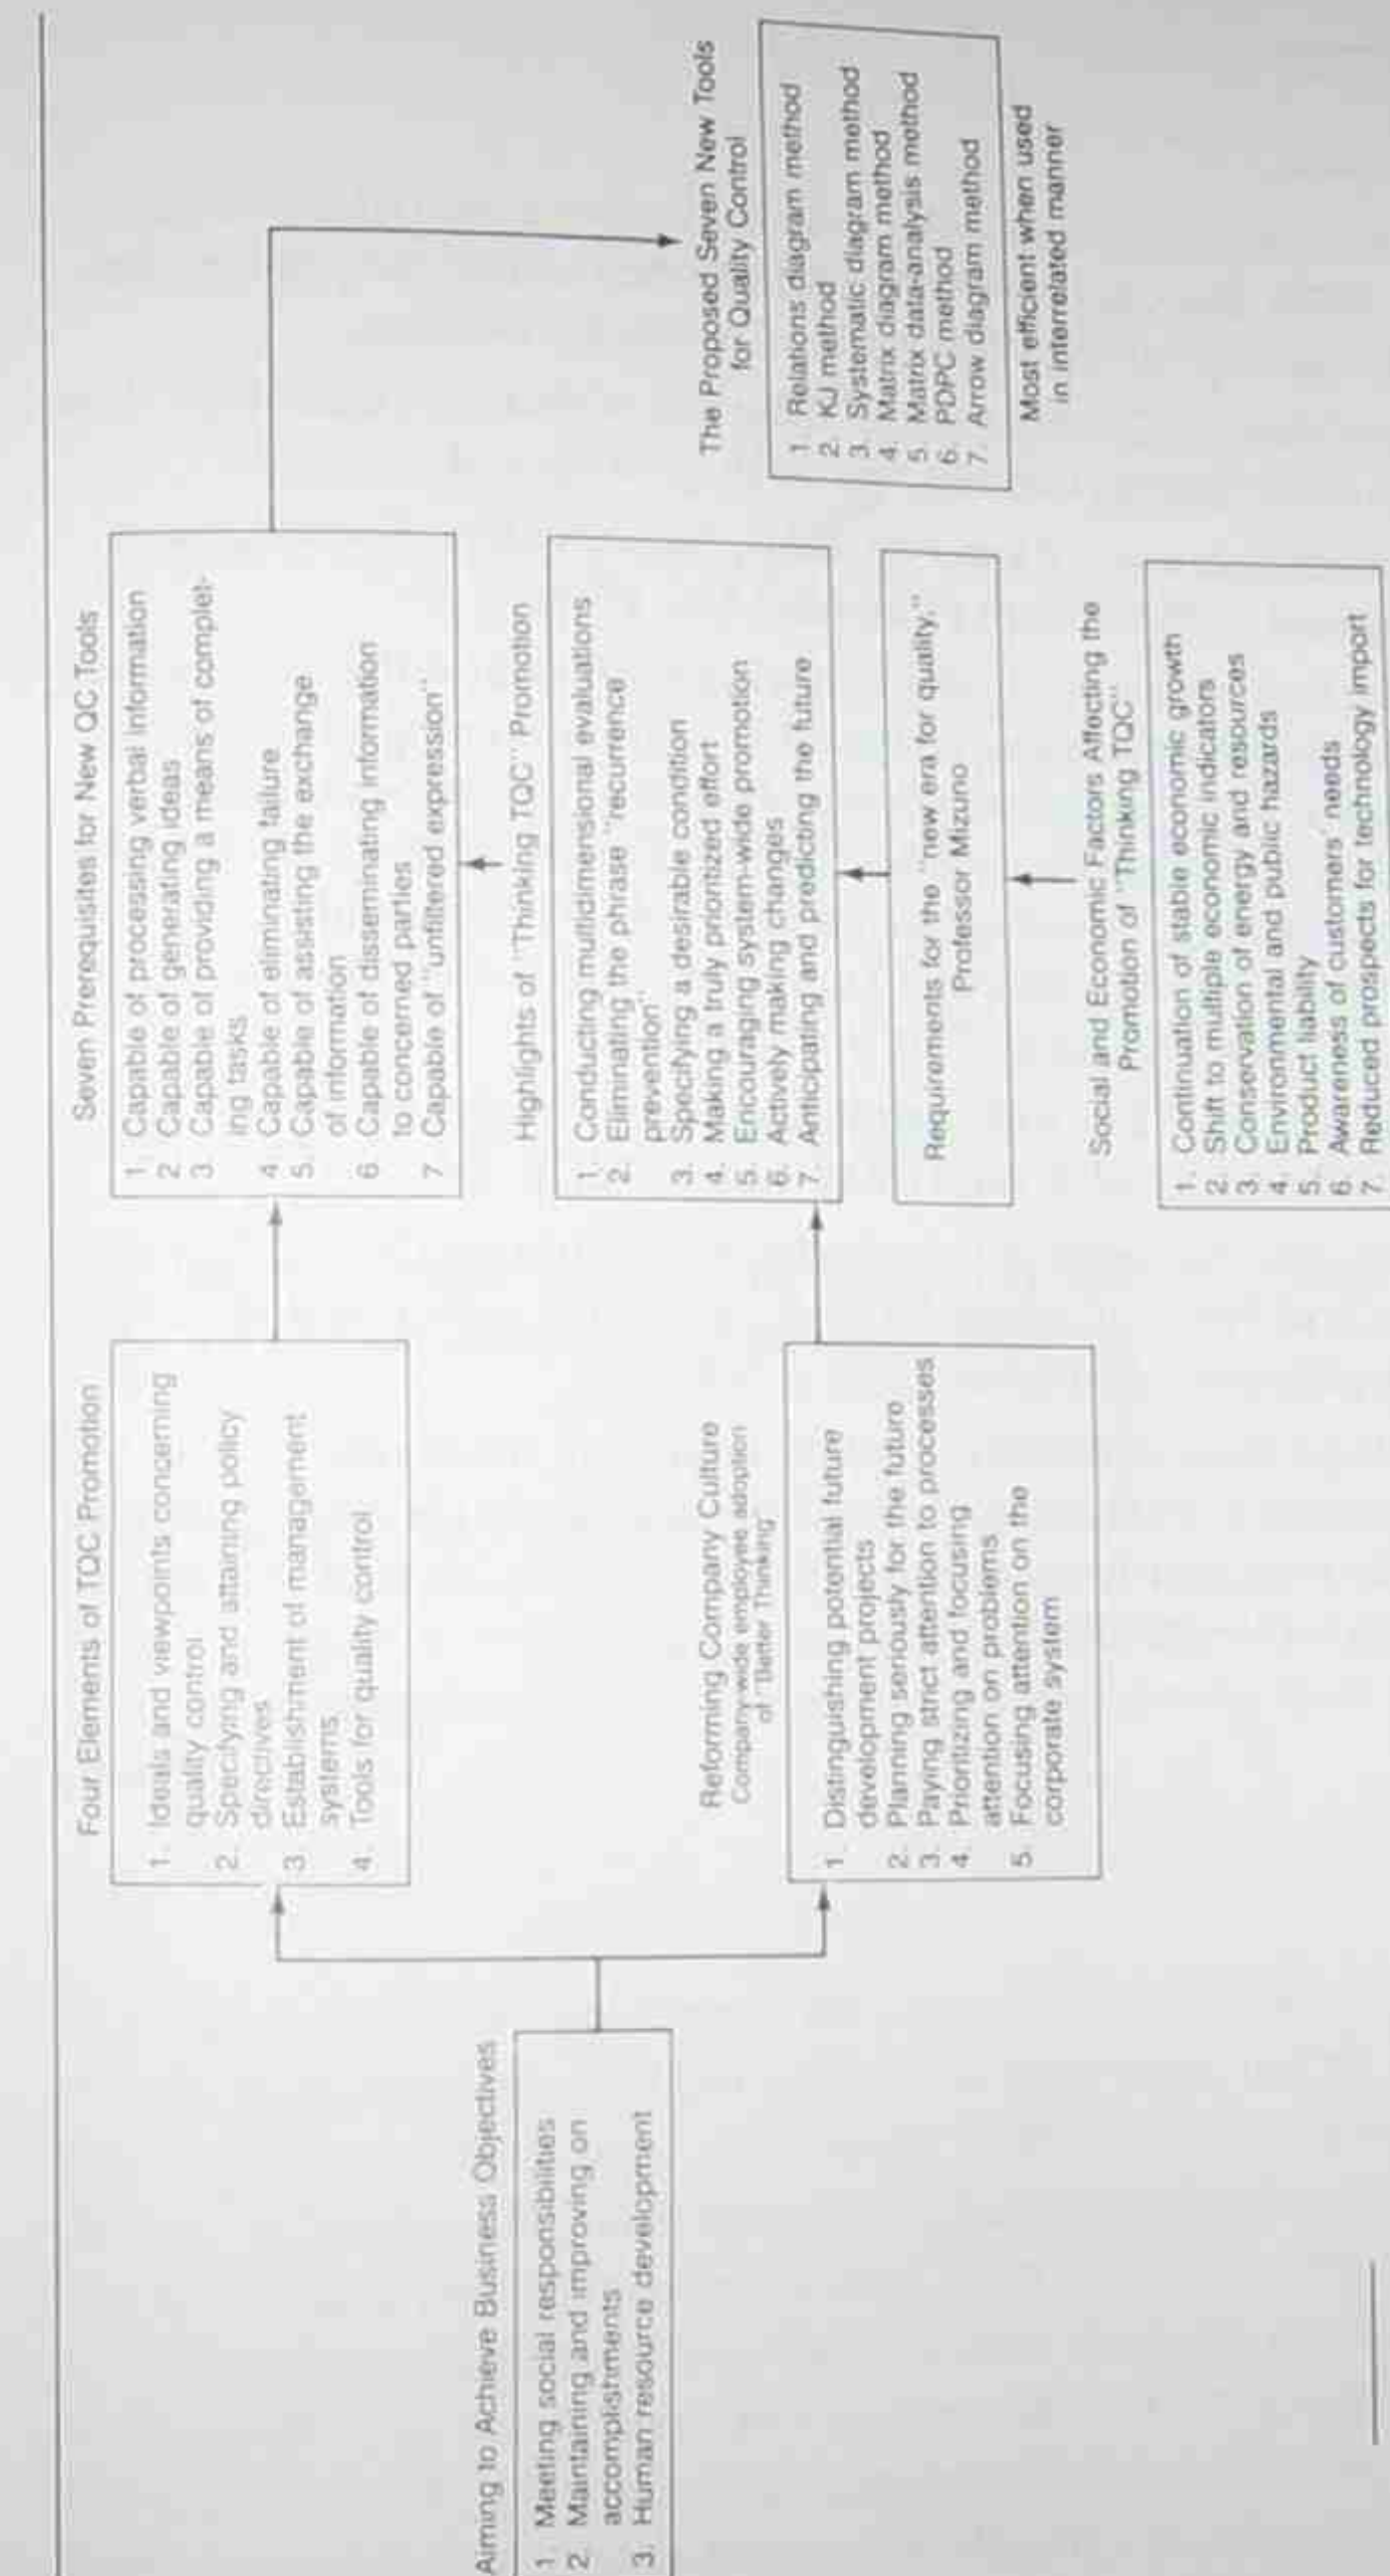 Aiming to Achieve Business Objectives
1. Meeting social responsibilities
2. Maintaining and improving on
accomplishments
3. Human resource development
Four Elements of TQC Promotion
1. Ideals and viewpoints concerning
quality control
2. Specifying and attaining policy
directives
3. Establishment of management
systems
4. Tools for quality control
Reforming Company Culture
Company-wide employee adoption
of "Better Thinking"
1. Distinguishing potential future
development projects
2. Planning seriously for the future
3. Paying strict attention to processes
4. Prioritizing and focusing
attention on problems
5. Focusing attention on the
corporate system
Seven Prerequisites for New QC Tools
1. Capable of processing verbal information
2. Capable of generating ideas
3. Capable of providing a means of complet-
ing tasks
4. Capable of eliminating failure
5. Capable of assisting the exchange
of information
6. Capable of disseminating information
to concerned parties
7. Capable of "unfiltered expression"
Highlights of "Thinking TQC" Promotion
1. Conducting multidimensional evaluations
2. Eliminating the phrase "recurrence
prevention"
3. Specifying a desirable condition
4. Making a truly prioritized effort
5. Encouraging system-wide promotion
6. Actively making changes
7. Anticipating and predicting the future
Requirements for the "new era for quality,"
Professor Mizuno
Social and Economic Factors Affecting the
Promotion of "Thinking TQC"
1. Continuation of stable economic growth
2. Shift to multiple economic indicators
3. Conservation of energy and resources
4. Environmental and public hazards
5. Product liability
6. Awareness of customers' needs
7. Reduced prospects for technology import
The Proposed Seven New Tools
for Quality Control
1. Relations diagram method
2. KJ method
3. Systematic diagram method
4. Matrix diagram method
5. Matrix data-analysis method
6. PDPC method
7. Arrow diagram method
Most efficient when used
in interrelated manner